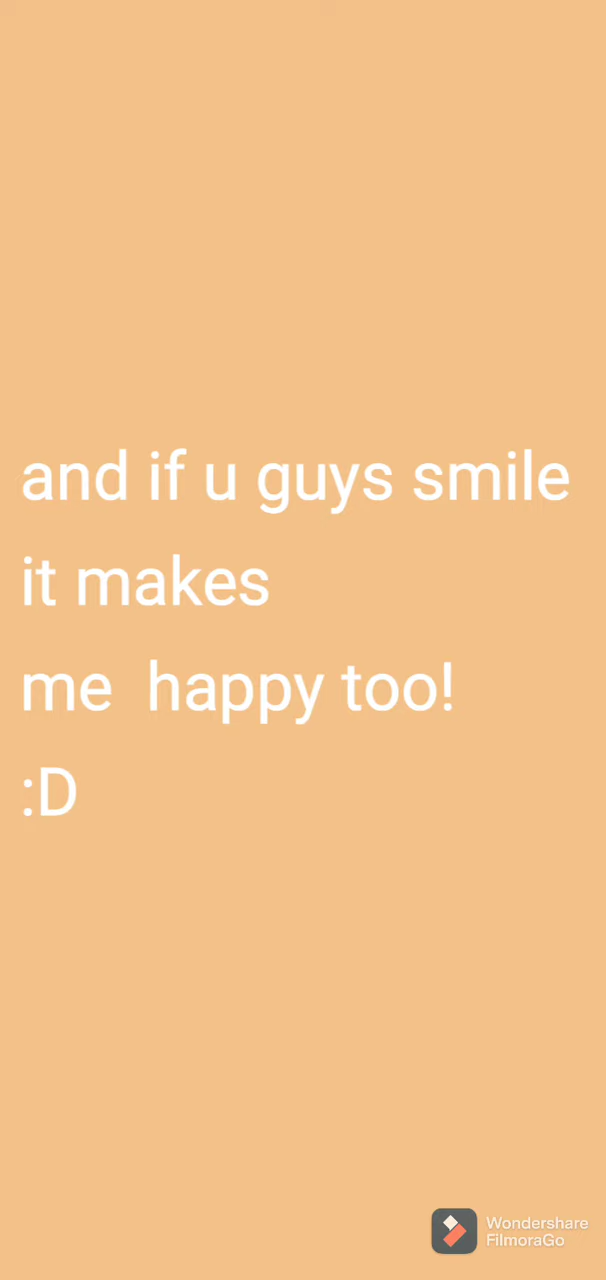 and if u guys smile
it makes
me  happy too!
:D
Wondershare
FilmoraGo